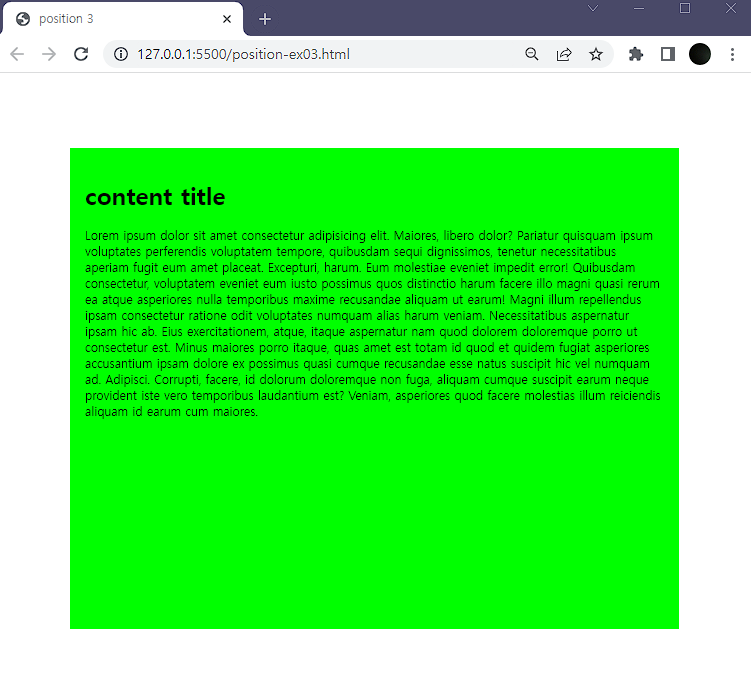 position 3
127.0.0.1:5500/position-ex03.html
content title
Lorem ipsum dolor sit amet consectetur adipisicing elit. Maiores, libero dolor? Pariatur quisquam ipsum
voluptates perferendis voluptatem tempore, quibusdam sequi dignissimos, tenetur necessitatibus
aperiam fugit eum amet placeat. Excepturi, harum. Eum molestiae eveniet impedit error! Quibusdam
consectetur, voluptatem eveniet eum iusto possimus quos distinctio harum facere illo magni quasi rerum
ea atque asperiores nulla temporibus maxime recusandae aliquam ut earum! Magni illum repellendus
ipsam consectetur ratione odit voluptates numquam alias harum veniam. Necessitatibus aspernatur
ipsam hic ab. Eius exercitationem, atque, itaque aspernatur nam quod dolorem doloremque porro ut
consectetur est. Minus maiores porro itaque, quas amet est totam id quod et quidem fugiat asperiores
accusantium ipsam dolore ex possimus quasi cumque recusandae esse natus suscipit hic vel numquam
ad. Adipisci. Corrupti, facere, id dolorum doloremque non fuga, aliquam cumque suscipit earum neque
provident iste vero temporibus laudantium est? Veniam, asperiores quod facere molestias illum reiciendis
aliquam id earum cum maiores.